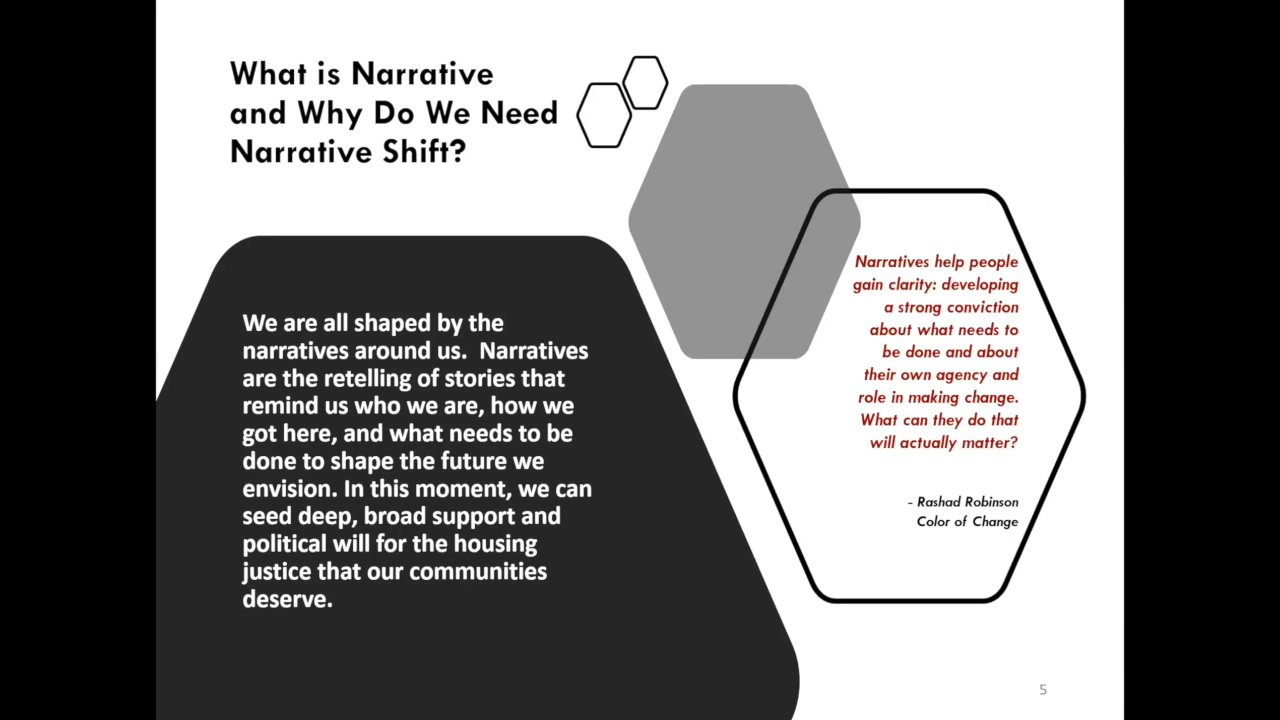 What is Narrative
and Why Do We Need
Narrative Shift?
We are all shaped by the
narratives around us.  Narratives
are the retelling of stories that
remind us who we are, how we
got here, and what needs to be
done to shape the future we
envision. In this moment, we can
seed deep, broad support and
political will for the housing
justice that our communities
deserve.
Narratives help people
gain clarity: developing
a strong conviction
about what needs to
be done and about
their own agency and
role in making change.
What can they do that
will actually matter?
- Rashad Robinson
Color of Change
5